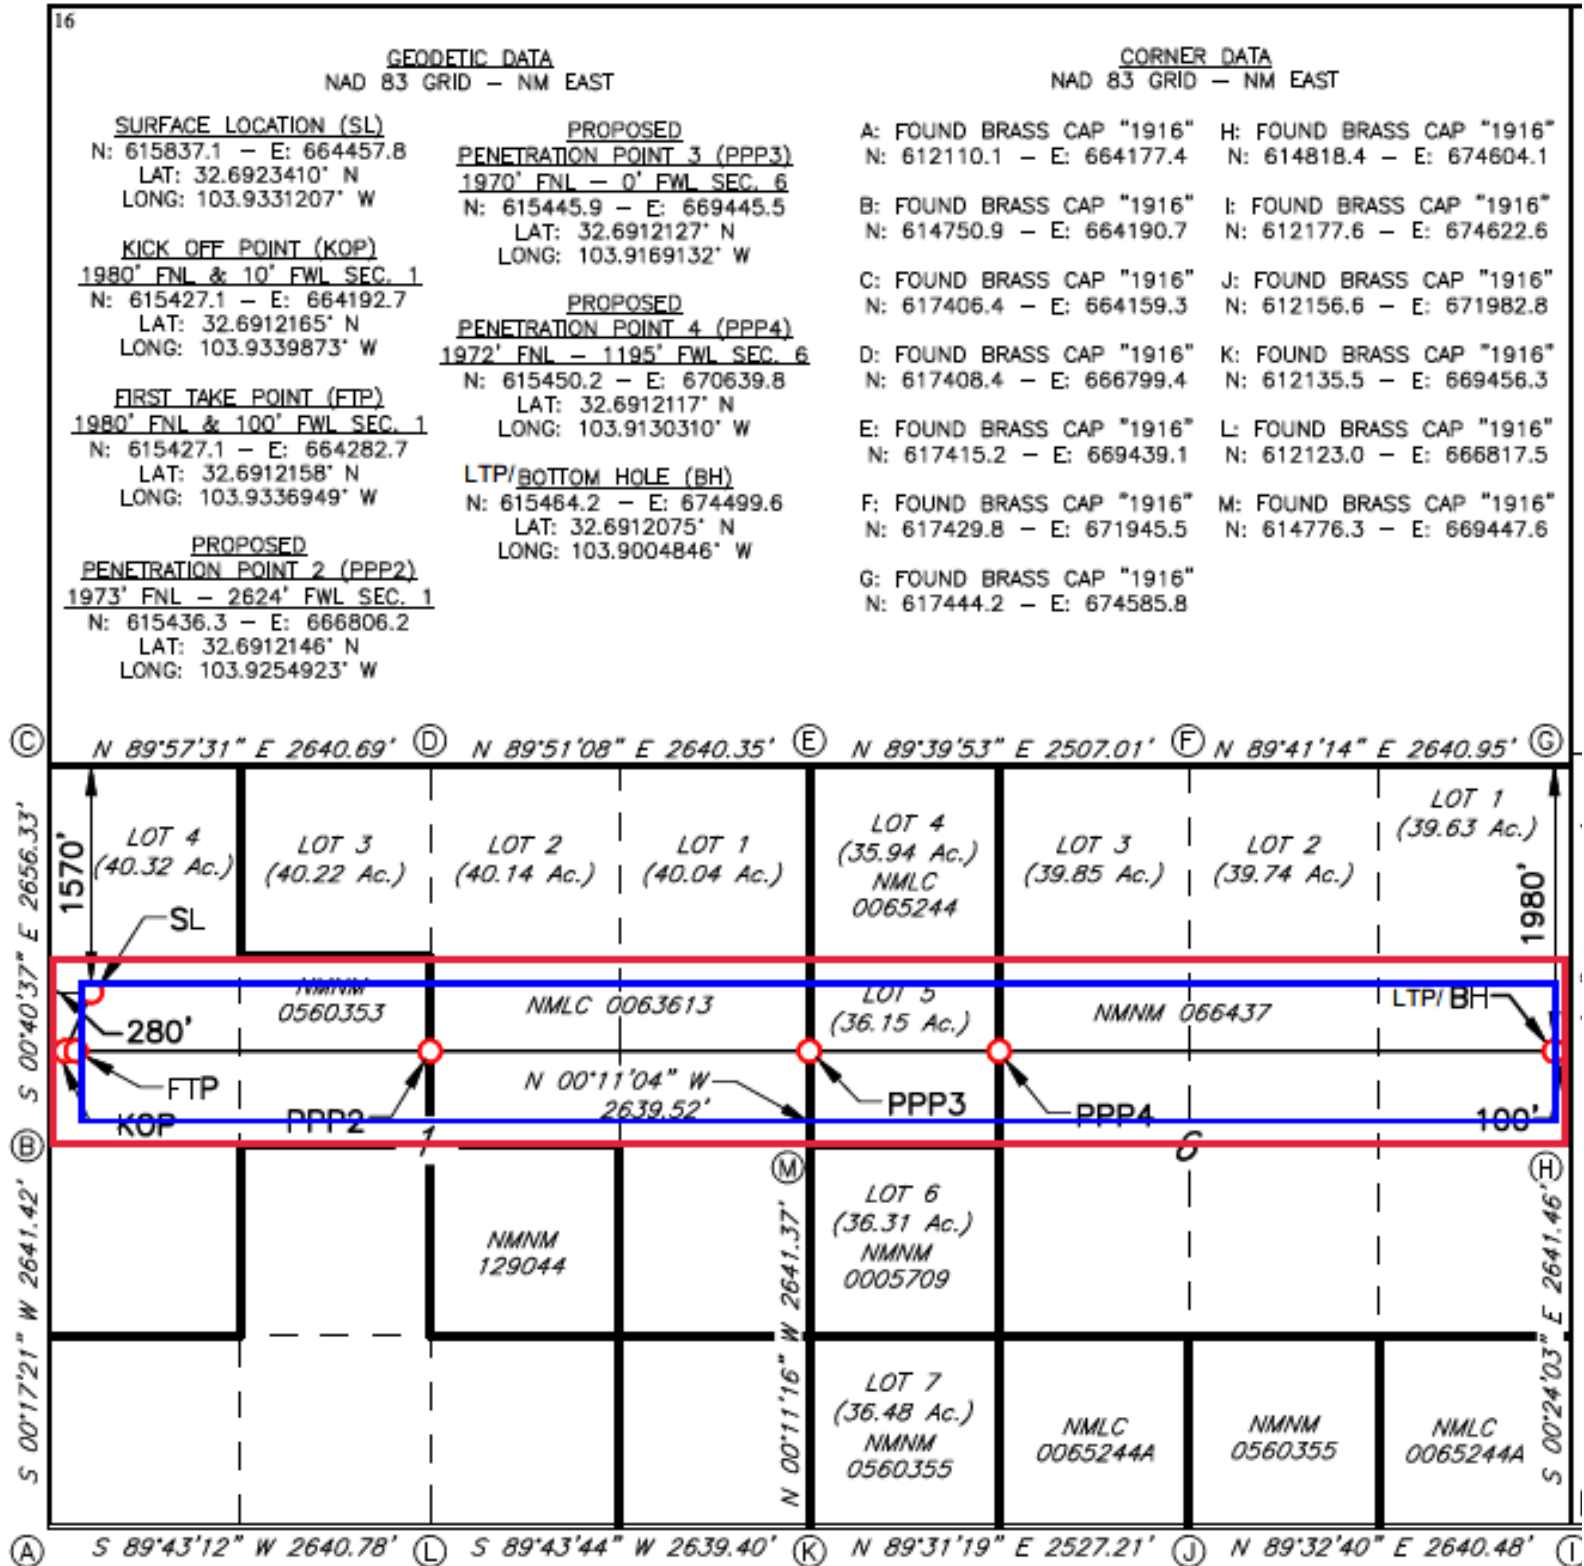 16
GEODETIC DATA
NAD 83 GRID – NM EAST
SURFACE LOCATION (SL)
N: 615837.1 – E: 664457.8
LAT: 32.6923410° N
LONG: 103.9331207° W
KICK OFF POINT (KOP)
1980' FNL & 10' FWL SEC. 1
N: 615427.1 – E: 664192.7
LAT: 32.6912165° N
LONG: 103.9339873° W
FIRST TAKE POINT (FTP)
1980' FNL & 100' FWL SEC. 1
N: 615427.1 – E: 664282.7
LAT: 32.6912158° N
LONG: 103.9336949° W
PROPOSED
PENETRATION POINT 2 (PPP2)
1973' FNL – 2624' FWL SEC. 1
N: 615436.3 – E: 666806.2
LAT: 32.6912146° N
LONG: 103.9254923° W
PROPOSED
PENETRATION POINT 3 (PPP3)
1970' FNL – 0' FWL SEC. 6
N: 615445.9 – E: 669445.5
LAT: 32.6912127° N
LONG: 103.9169132° W
PROPOSED
PENETRATION POINT 4 (PPP4)
1972' FNL – 1195' FWL SEC. 6
N: 615450.2 – E: 670639.8
LAT: 32.6912117° N
LONG: 103.9130310° W
LTP/ BOTTOM HOLE (BH)
N: 615464.2 – E: 674499.6
LAT: 32.6912075° N
LONG: 103.9004846° W
CORNER DATA
NAD 83 GRID – NM EAST
A: FOUND BRASS CAP "1916"
N: 612110.1 – E: 664177.4
B: FOUND BRASS CAP "1916"
N: 614750.9 – E: 664190.7
C: FOUND BRASS CAP "1916"
N: 617406.4 – E: 664159.3
D: FOUND BRASS CAP "1916"
N: 617408.4 – E: 666799.4
E: FOUND BRASS CAP "1916"
N: 617415.2 – E: 669439.1
F: FOUND BRASS CAP "1916"
N: 617429.8 – E: 671945.5
G: FOUND BRASS CAP "1916"
N: 617444.2 – E: 674585.8
H: FOUND BRASS CAP "1916"
N: 614818.4 – E: 674604.1
I: FOUND BRASS CAP "1916"
N: 612177.6 – E: 674622.6
J: FOUND BRASS CAP "1916"
N: 612156.6 – E: 671982.8
K: FOUND BRASS CAP "1916"
N: 612135.5 – E: 669456.3
L: FOUND BRASS CAP "1916"
N: 612123.0 – E: 666817.5
M: FOUND BRASS CAP "1916"
N: 614776.3 – E: 669447.6
C N 89°57'31" E 2640.69' D N 89°51'08" E 2640.35' E N 89°39'53" E 2507.01' F N 89°41'14" E 2640.95' G
S 00°40'37" E 2656.33'
1570'
LOT 4
(40.32 Ac.)
LOT 3
(40.22 Ac.)
LOT 2
(40.14 Ac.)
LOT 1
(40.04 Ac.)
LOT 4
(35.94 Ac.)
NMLC
0065244
LOT 3
(39.85 Ac.)
LOT 2
(39.74 Ac.)
LOT 1
(39.63 Ac.)
1980'
SL
280'
NMNM
0560353
NMLC 0063613
LOT 5
(36.15 Ac.)
NMNM 066437
LTP/ BH
FTP
KOP
PPP2
N 00°11'04" W
2639.52'
PPP3
PPP4
100'
B
1
M
6
H
S 00°17'21" W 2641.42'
NMNM
129044
N 00°11'16" W 2641.37'
LOT 6
(36.31 Ac.)
NMNM
0005709
S 00°24'03" E 2641.46'
LOT 7
(36.48 Ac.)
NMNM
0560355
NMLC
0065244A
NMNM
0560355
NMLC
0065244A
A S 89°43'12" W 2640.78' L S 89°43'44" W 2639.40' K N 89°31'19" E 2527.21' J N 89°32'40" E 2640.48' I